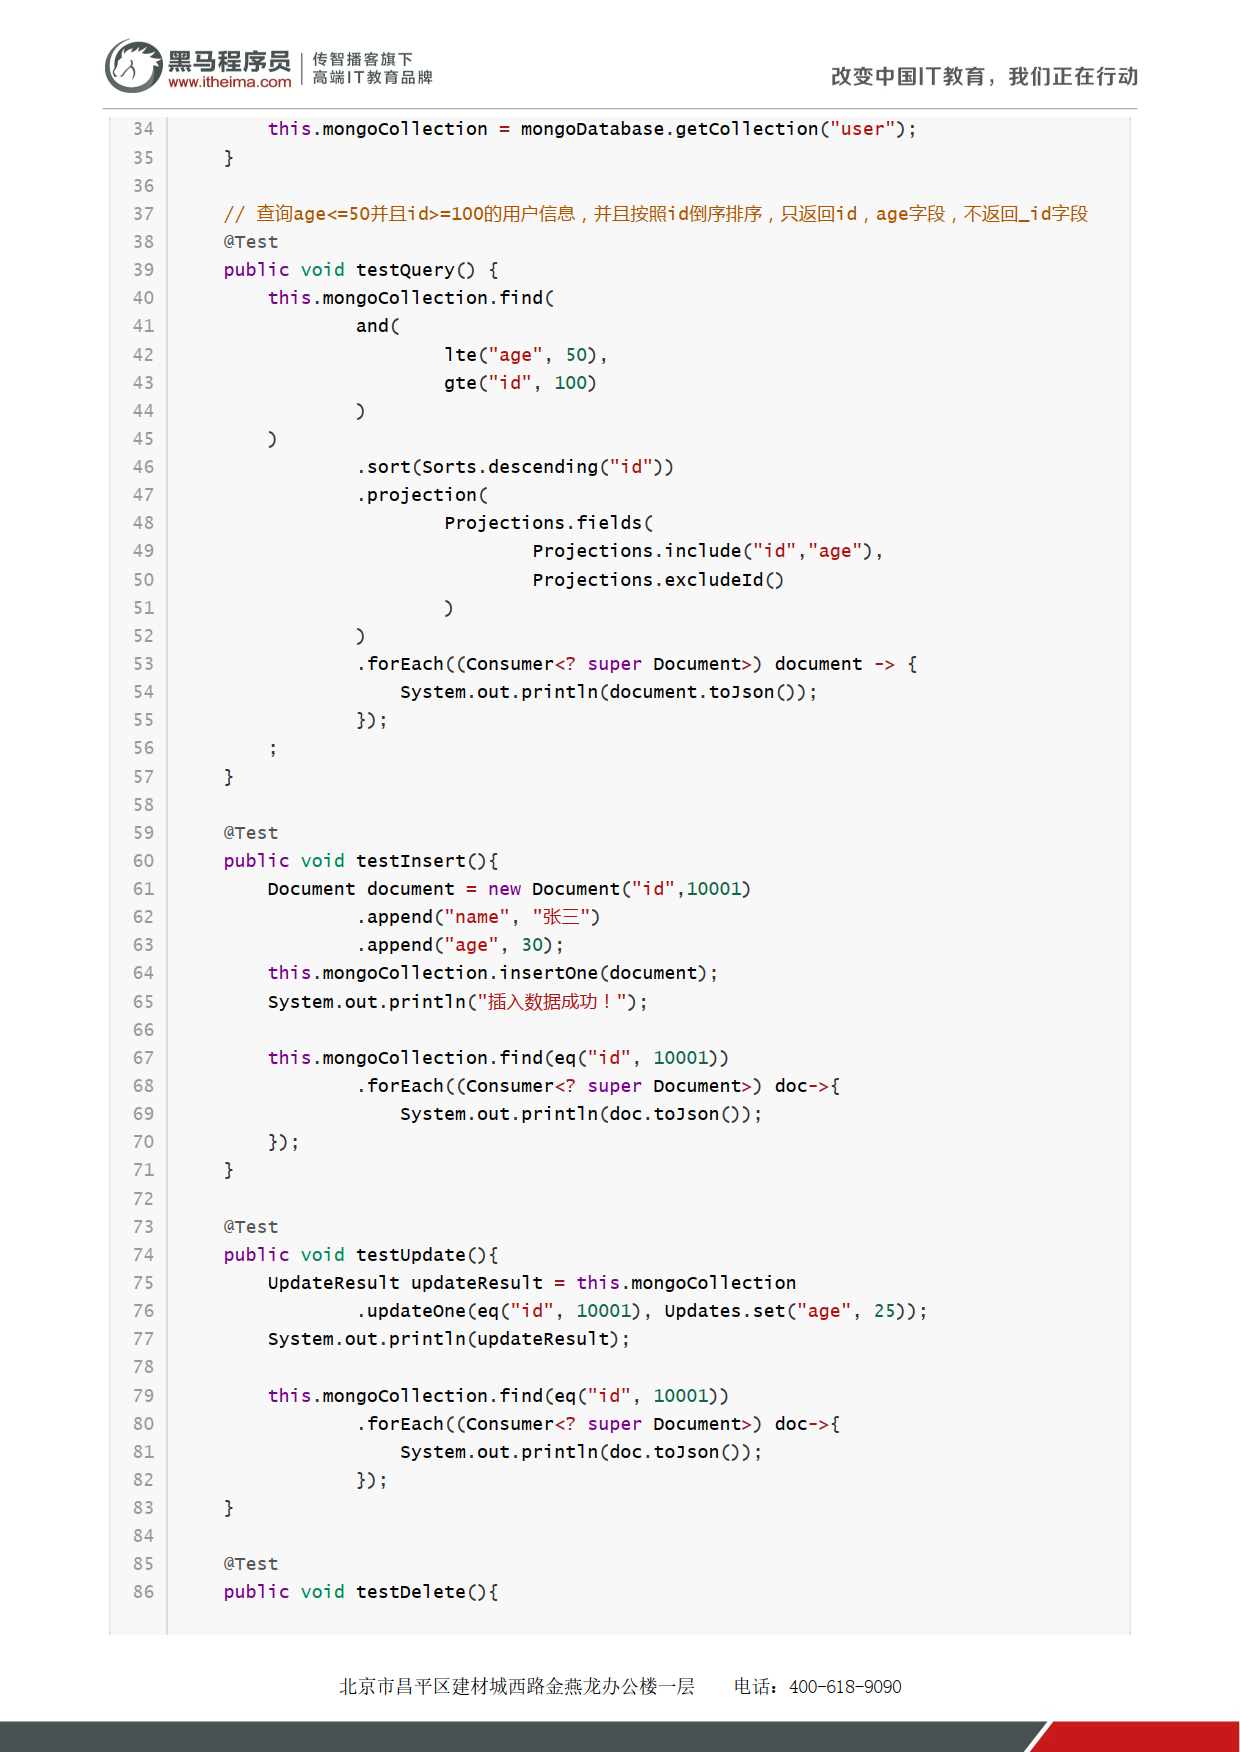 黑马程序员
www.itheima.com
传智播客旗下
高端IT教育品牌
改变中国IT教育，我们正在行动
34         this.mongoCollection = mongoDatabase.getCollection("user");
35     }
36
37     // 查询age<=50并且id>=100的用户信息，并且按照id倒序排序，只返回id，age字段，不返回_id字段
38     @Test
39     public void testQuery() {
40         this.mongoCollection.find(
41                 and(
42                         lte("age", 50),
43                         gte("id", 100)
44                 )
45         )
46                 .sort(Sorts.descending("id"))
47                 .projection(
48                         Projections.fields(
49                                 Projections.include("id","age"),
50                                 Projections.excludeId()
51                         )
52                 )
53                 .forEach((Consumer<? super Document>) document -> {
54                     System.out.println(document.toJson());
55                 });
56         ;
57     }
58
59     @Test
60     public void testInsert(){
61         Document document = new Document("id",10001)
62                 .append("name", "张三")
63                 .append("age", 30);
64         this.mongoCollection.insertOne(document);
65         System.out.println("插入数据成功！");
66
67         this.mongoCollection.find(eq("id", 10001))
68                 .forEach((Consumer<? super Document>) doc->{
69                     System.out.println(doc.toJson());
70         });
71     }
72
73     @Test
74     public void testUpdate(){
75         UpdateResult updateResult = this.mongoCollection
76                 .updateOne(eq("id", 10001), Updates.set("age", 25));
77         System.out.println(updateResult);
78
79         this.mongoCollection.find(eq("id", 10001))
80                 .forEach((Consumer<? super Document>) doc->{
81                     System.out.println(doc.toJson());
82                 });
83     }
84
85     @Test
86     public void testDelete(){
北京市昌平区建材城西路金燕龙办公楼一层    电话：400-618-9090